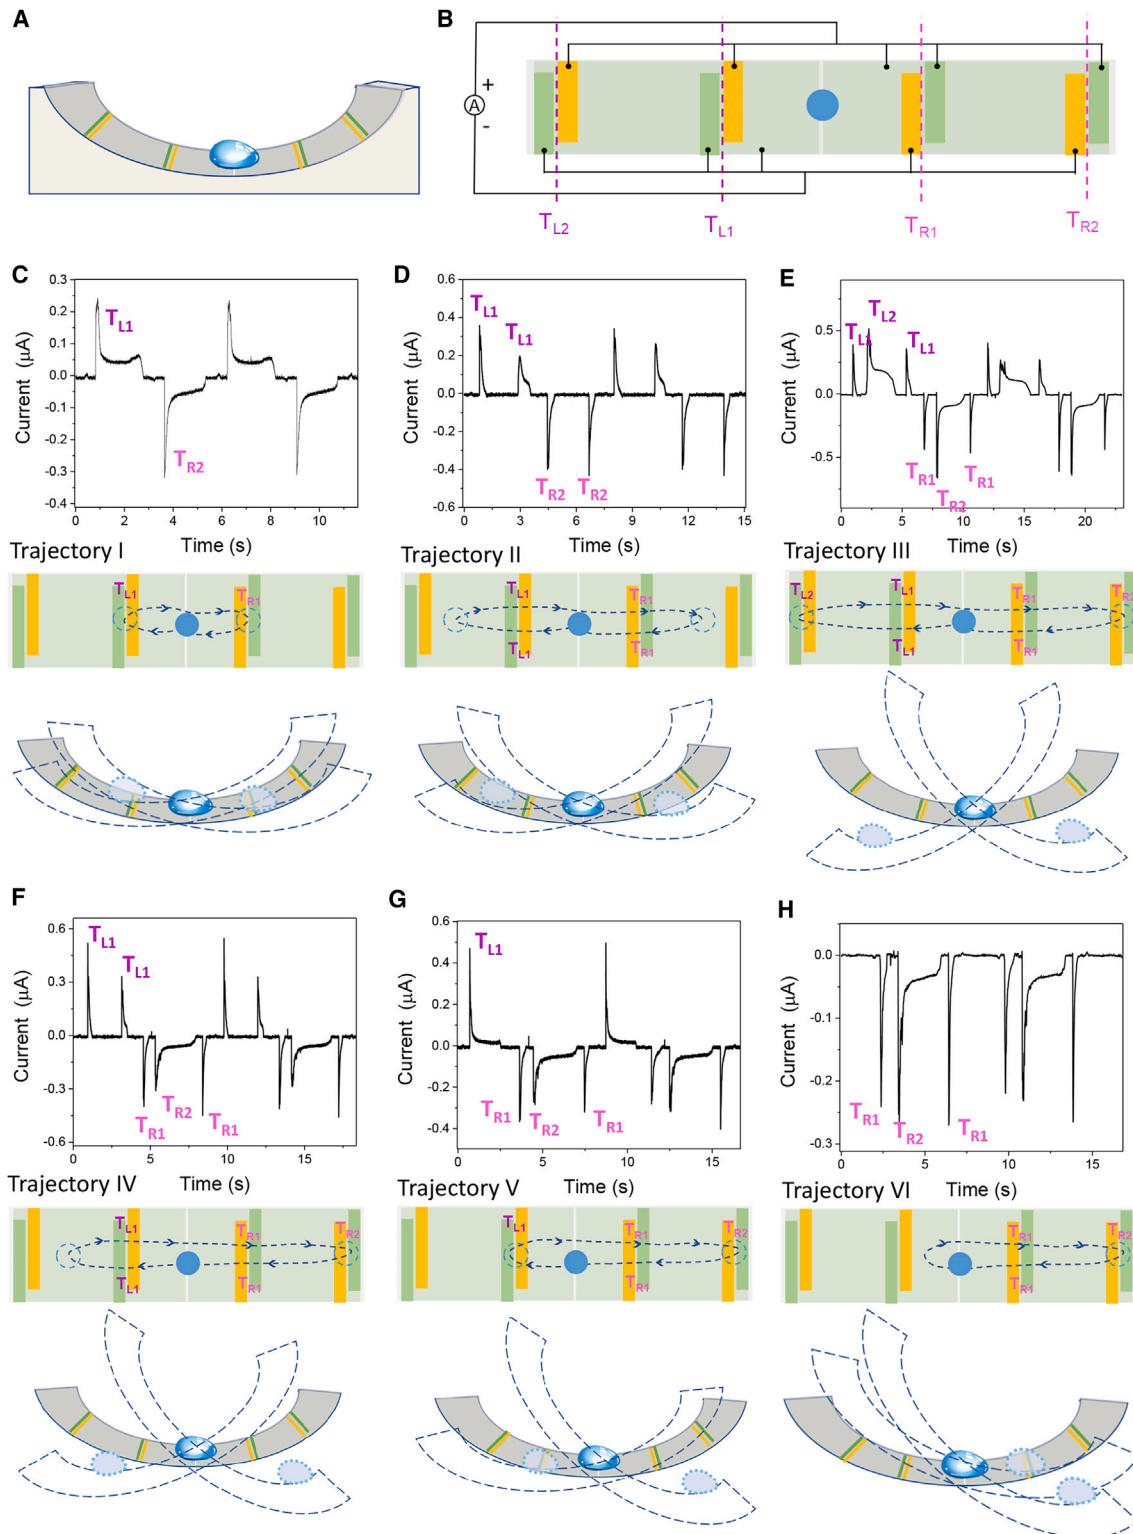 A
B
A
+
-
TL2
TL1
TR1
TR2
C
Current (μA)
0.3
0.2
0.1
-0.0
-0.1
-0.2
-0.3
-0.4
TL1
TR2
0 2 4 6 8 10
Time (s)
Trajectory I
TL1
TR1
D
Current (μA)
0.6
0.4
0.2
0.0
-0.2
-0.4
-0.6
TL1
TL1
TR2
TR2
0 3 6 9 12 15
Time (s)
Trajectory II
TL1
TR1
TL1
TR1
E
Current (μA)
0.5
0.0
-0.5
TL1
TL2
TL1
TR1
TR2
TR1
0 5 10 15 20
Time (s)
Trajectory III
TL2
TL1
TR1
TR2
TL1
TR1
F
Current (μA)
0.6
0.3
0.0
-0.3
-0.6
TL1
TL1
TR1
TR2
TR1
0 5 10 15
Time (s)
Trajectory IV
TL1
TR1
TR2
TL1
TR1
G
Current (μA)
0.6
0.4
0.2
0.0
-0.2
-0.4
TL1
TR1
TR2
TR1
0 5 10 15
Time (s)
Trajectory V
TL1
TR1
TR2
TR1
H
Current (μA)
0.0
-0.1
-0.2
-0.3
TR1
TR2
TR1
0 5 10 15
Time (s)
Trajectory VI
TR1
TR2
TR1